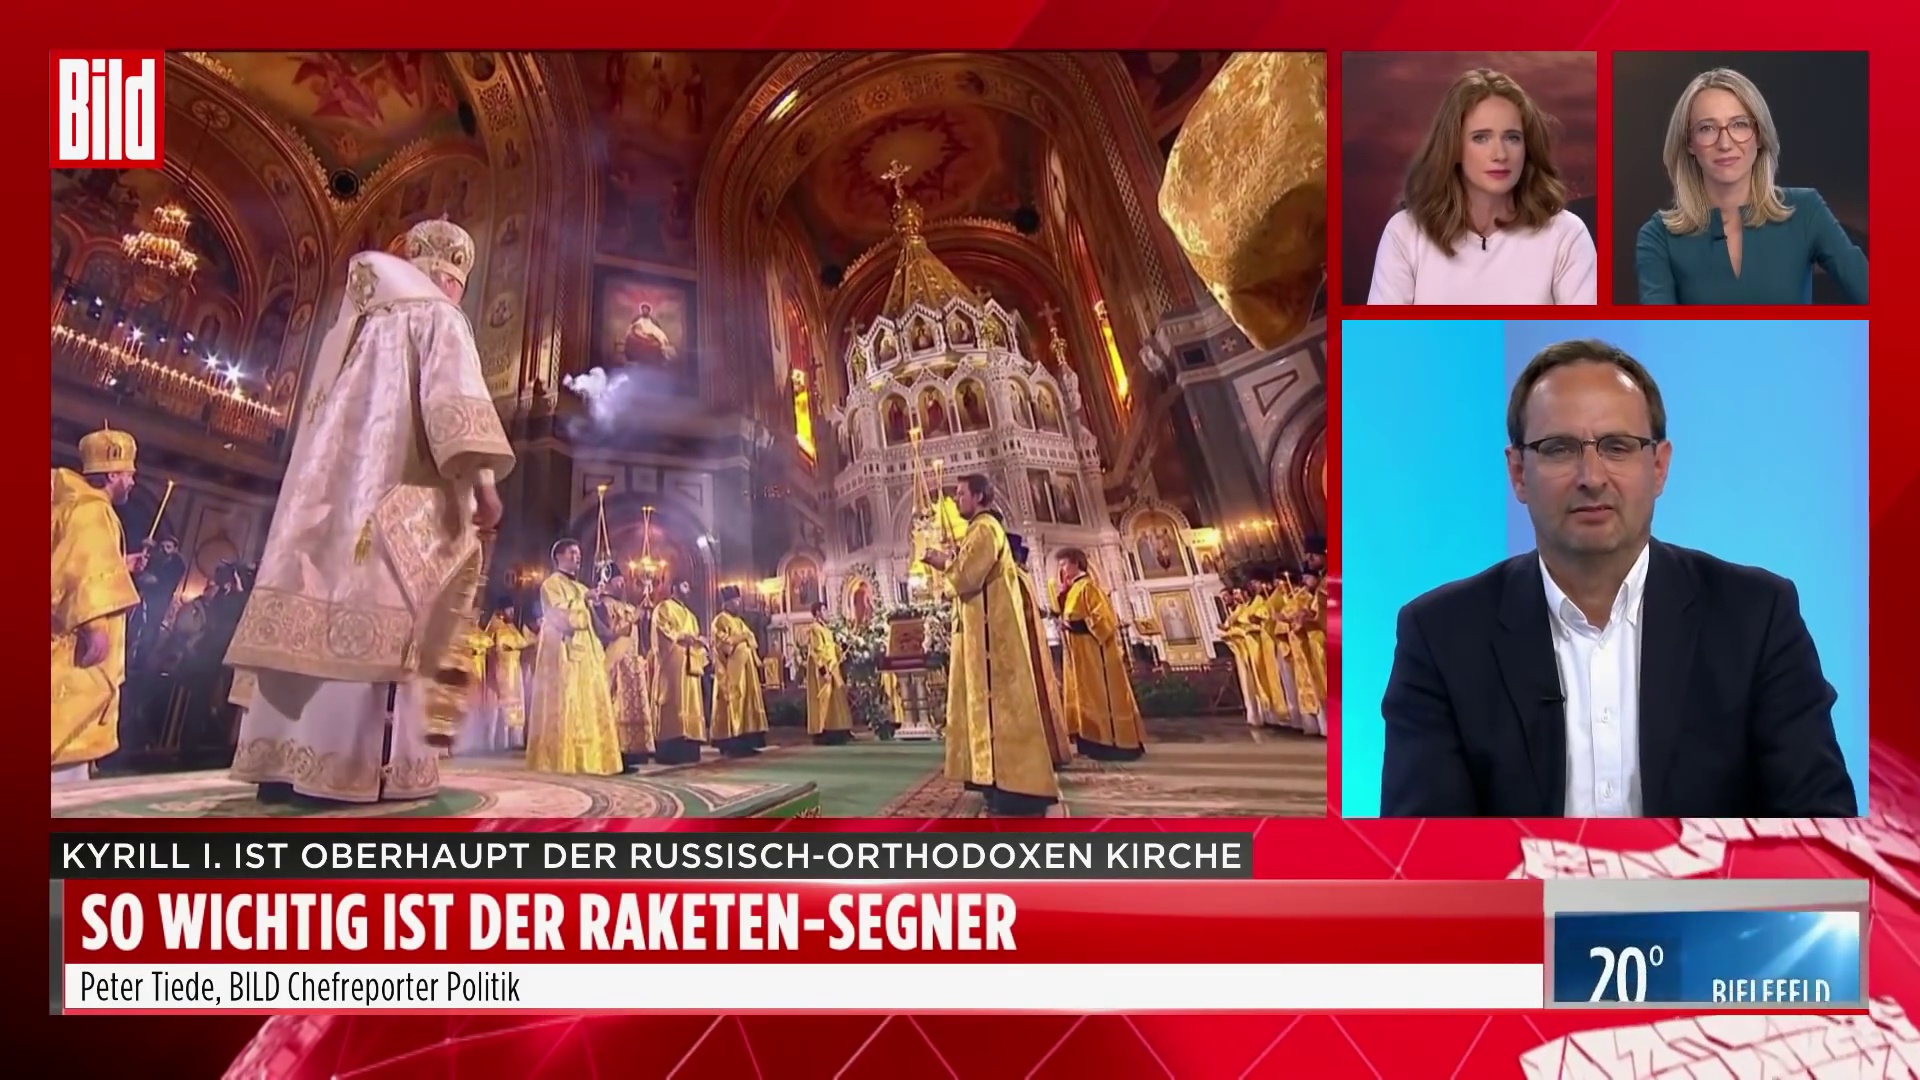 Bild
KYRILL I. IST OBERHAUPT DER RUSSISCH-ORTHODOXEN KIRCHE
SO WICHTIG IST DER RAKETEN-SEGNER
Peter Tiede, BILD Chefreporter Politik
20°
BIELEFELD